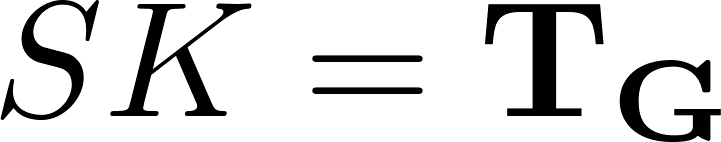 SK = T_G